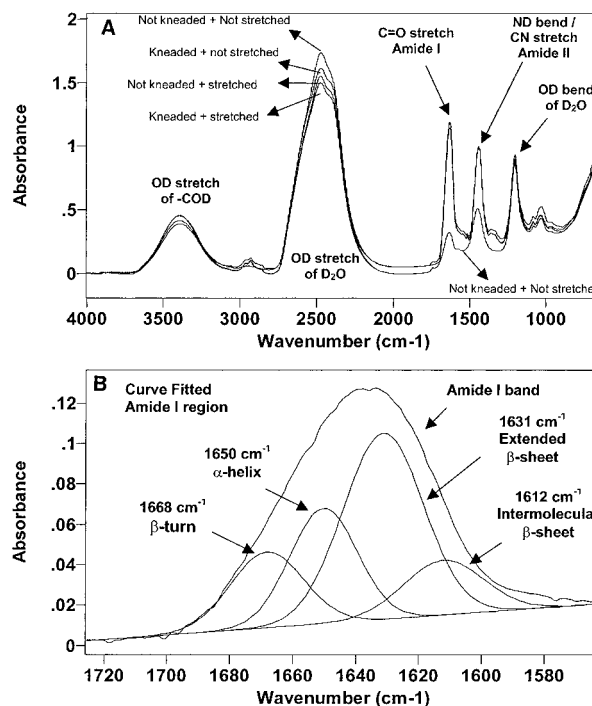 A
Not kneaded + Not stretched
Kneaded + not stretched
Not kneaded + stretched
Kneaded + stretched
C=O stretch
Amide I
ND bend /
CN stretch
Amide II
OD bend
of D₂O
OD stretch
of -COD
OD stretch
of D₂O
Not kneaded + Not stretche
Absorbance
2
1.5
1
.5
0
4000 3500 3000 2500 2000 1500 1000
Wavenumber (cm-1)
B
Curve Fitted
Amide I region
Amide I band
1650 cm⁻¹
α-helix
1668 cm⁻¹
β-turn
1631 cm⁻¹
Extended
β-sheet
1612 cm⁻¹
Intermolecula
β-sheet
Absorbance
.12
.1
.08
.06
.04
.02
0
1720 1700 1680 1660 1640 1620 1600 1580
Wavenumber (cm-1)